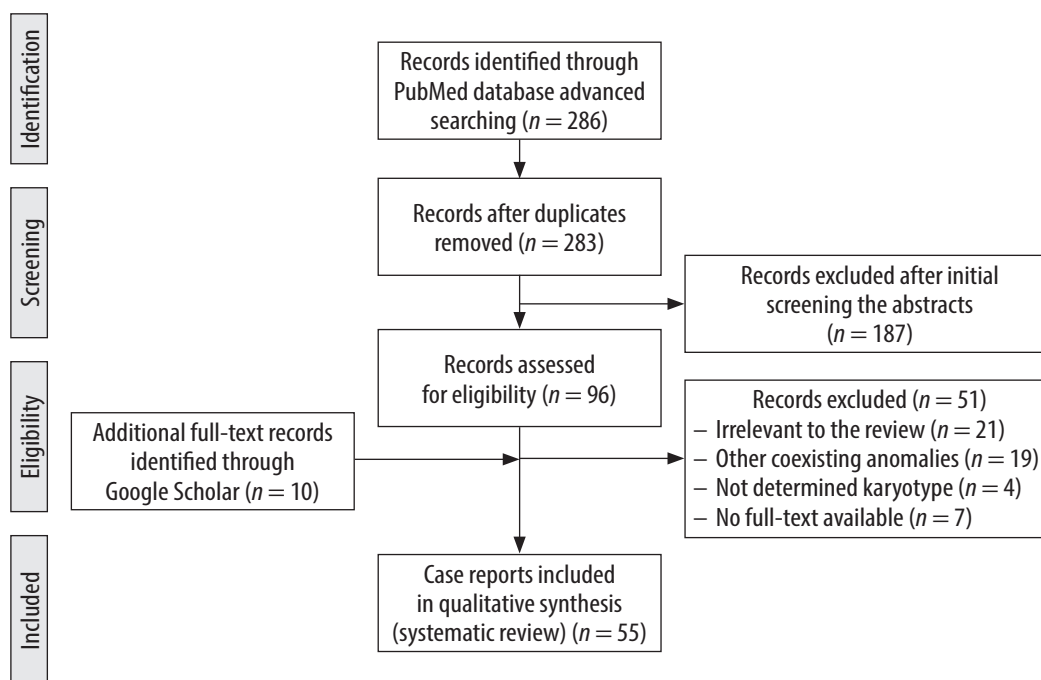 Identification
Records identified through
PubMed database advanced
searching (n = 286)
Screening
Records after duplicates
removed (n = 283)
Records excluded after initial
screening the abstracts
(n = 187)
Eligibility
Records assessed
for eligibility (n = 96)
Additional full-text records
identified through
Google Scholar (n = 10)
Records excluded (n = 51)
– Irrelevant to the review (n = 21)
– Other coexisting anomalies (n = 19)
– Not determined karyotype (n = 4)
– No full-text available (n = 7)
Included
Case reports included
in qualitative synthesis
(systematic review) (n = 55)